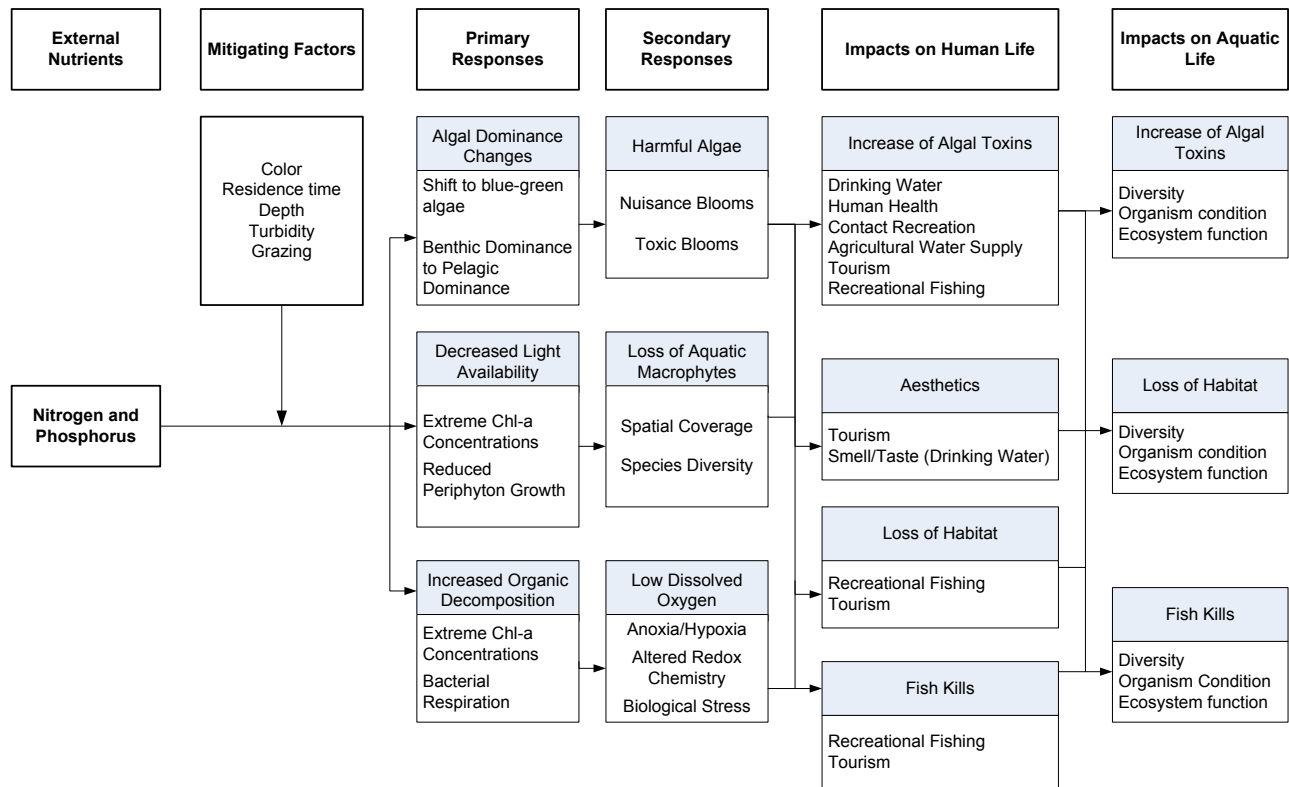 External
Nutrients
Mitigating Factors
Primary
Responses
Secondary
Responses
Impacts on Human Life
Impacts on Aquatic
Life
Color
Residence time
Depth
Turbidity
Grazing
Nitrogen and
Phosphorus
Algal Dominance
Changes
Shift to blue-green
algae
Benthic Dominance
to Pelagic
Dominance
Decreased Light
Availability
Extreme Chl-a
Concentrations
Reduced
Periphyton Growth
Increased Organic
Decomposition
Extreme Chl-a
Concentrations
Bacterial
Respiration
Harmful Algae
Nuisance Blooms
Toxic Blooms
Loss of Aquatic
Macrophytes
Spatial Coverage
Species Diversity
Low Dissolved
Oxygen
Anoxia/Hypoxia
Altered Redox
Chemistry
Biological Stress
Increase of Algal Toxins
Drinking Water
Human Health
Contact Recreation
Agricultural Water Supply
Tourism
Recreational Fishing
Aesthetics
Tourism
Smell/Taste (Drinking Water)
Loss of Habitat
Recreational Fishing
Tourism
Fish Kills
Recreational Fishing
Tourism
Increase of Algal
Toxins
Diversity
Organism condition
Ecosystem function
Loss of Habitat
Diversity
Organism condition
Ecosystem function
Fish Kills
Diversity
Organism Condition
Ecosystem function